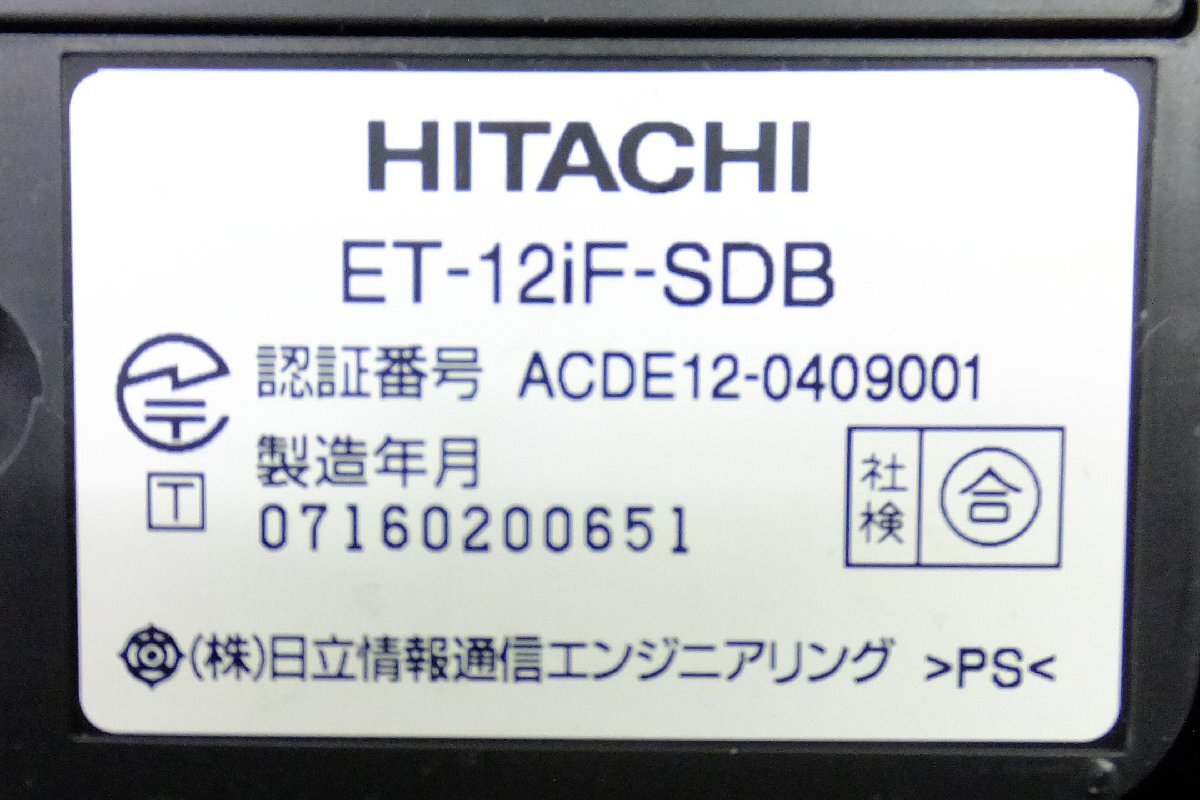 HITACHI
ET-12iF-SDB
認証番号 ACDE12-0409001
製造年月
T
07160200651
社検
合
(株)日立情報通信エンジニアリング >PS<